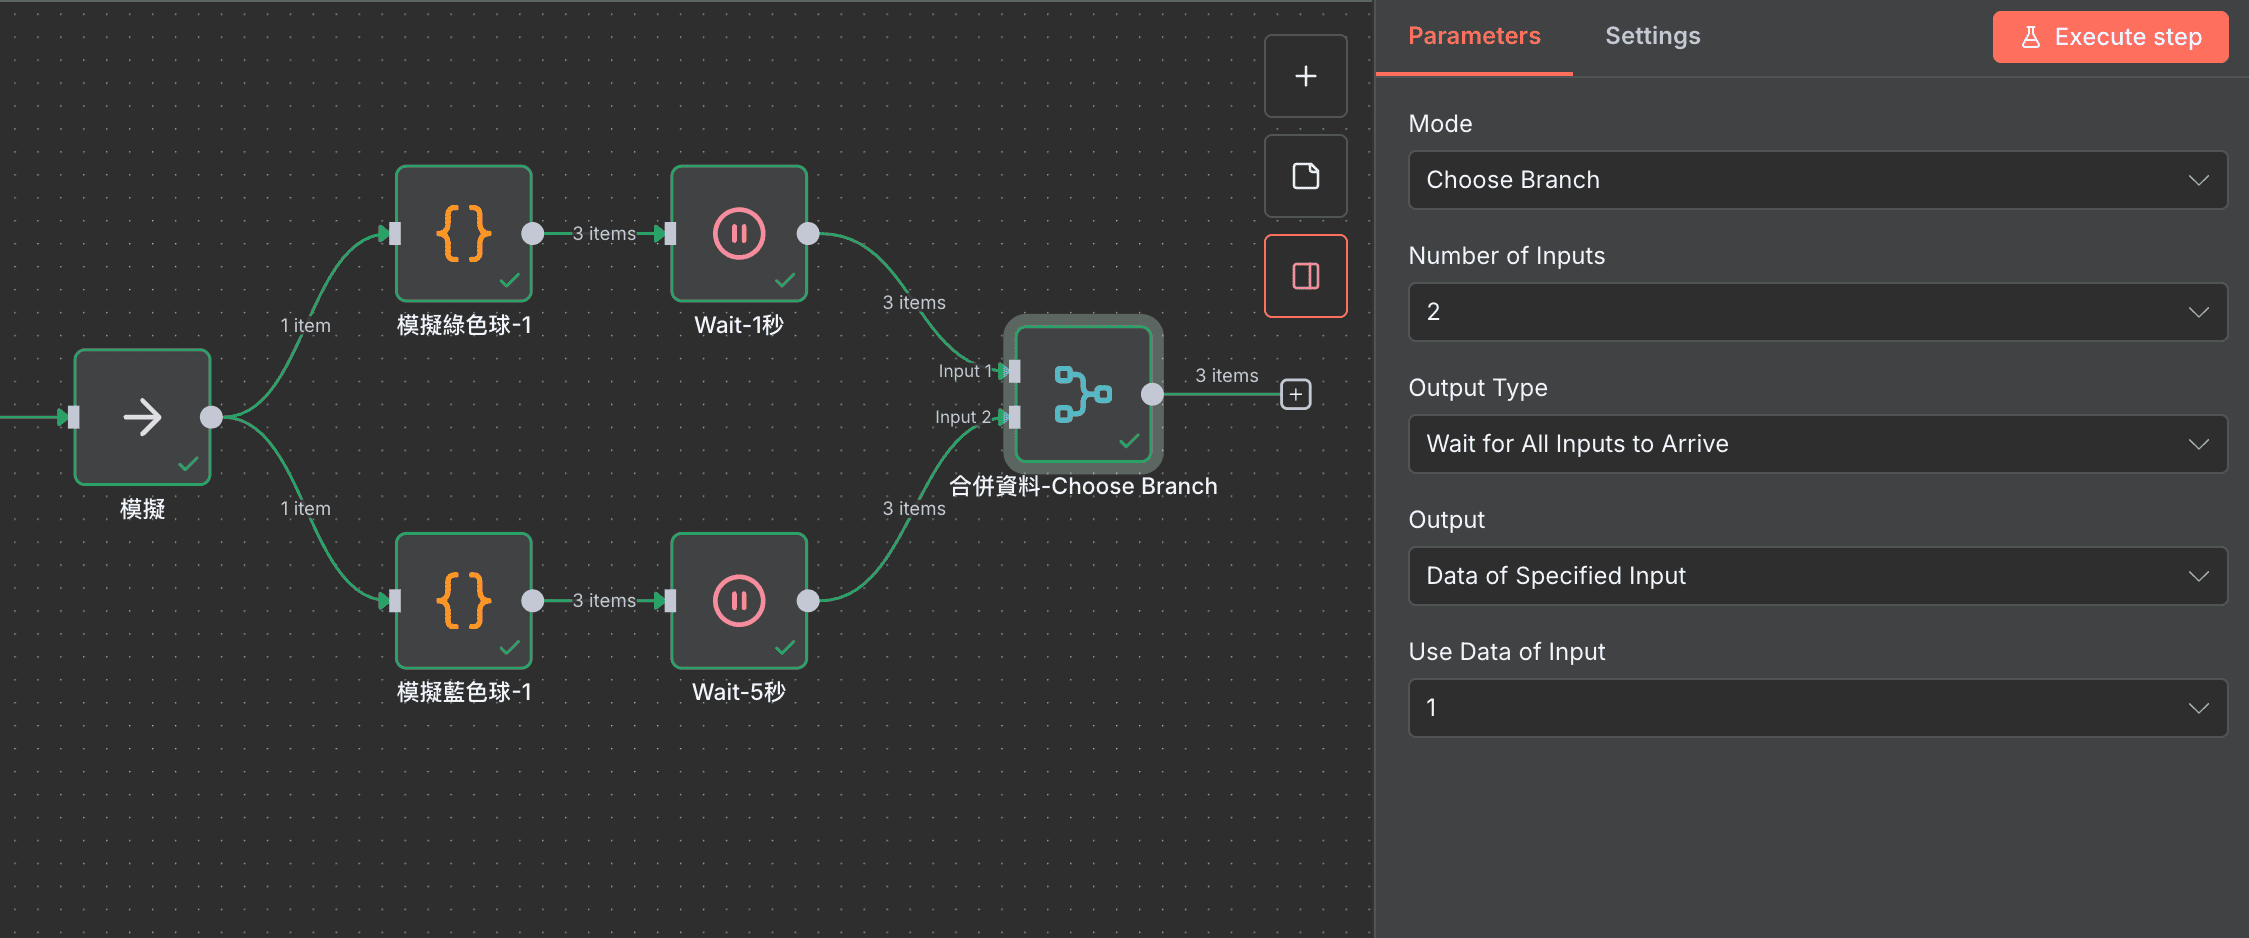 1 item
1 item
模擬
模擬綠色球-1
3 items
Wait-1秒
3 items
模擬藍色球-1
3 items
Wait-5秒
3 items
Input 1
Input 2
合併資料-Choose Branch
3 items
Parameters
Settings
Execute step
Mode
Choose Branch
Number of Inputs
2
Output Type
Wait for All Inputs to Arrive
Output
Data of Specified Input
Use Data of Input
1